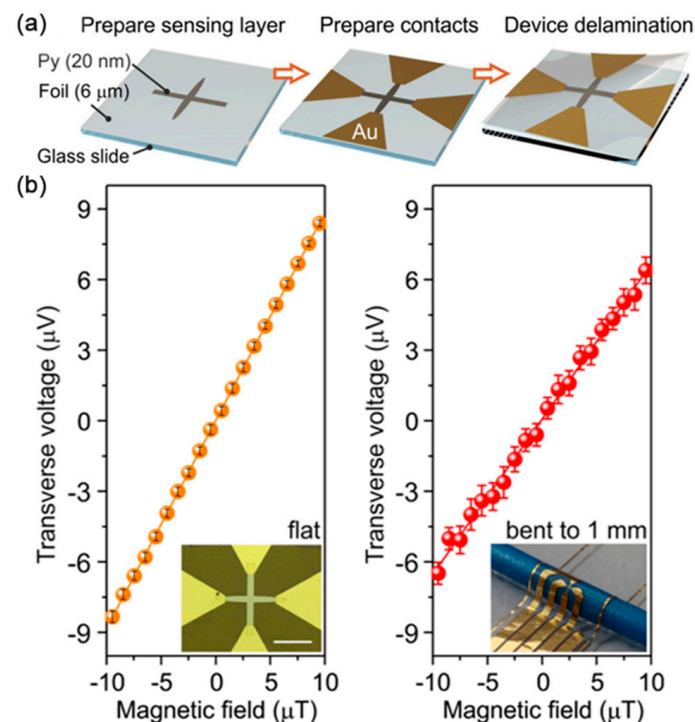 (a) Prepare sensing layer Prepare contacts Device delamination
Py (20 nm)
Foil (6 μm)
Glass slide
Au
(b)
Transverse voltage (μV)
9
6
3
0
-3
-6
-9
flat
-10 -5 0 5 10
Magnetic field (μT)
Transverse voltage (μV)
9
6
3
0
-3
-6
-9
bent to 1 mm
-10 -5 0 5 10
Magnetic field (μT)